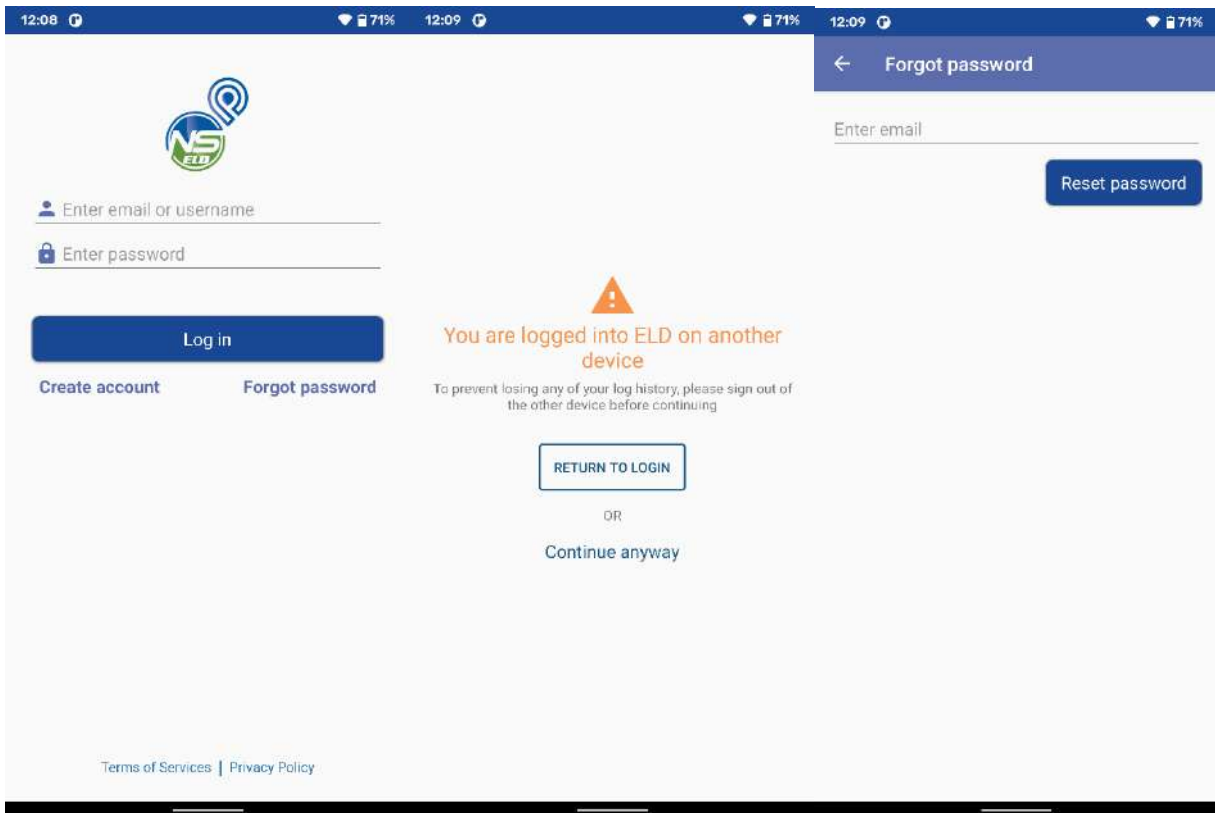 12:08
71%
NS
ELD
Enter email or username
Enter password
Log in
Create account
Forgot password
Terms of Services | Privacy Policy
12:09
71%
You are logged into ELD on another
device
To prevent losing any of your log history, please sign out of
the other device before continuing
RETURN TO LOGIN
OR
Continue anyway
12:09
71%
Forgot password
Enter email
Reset password